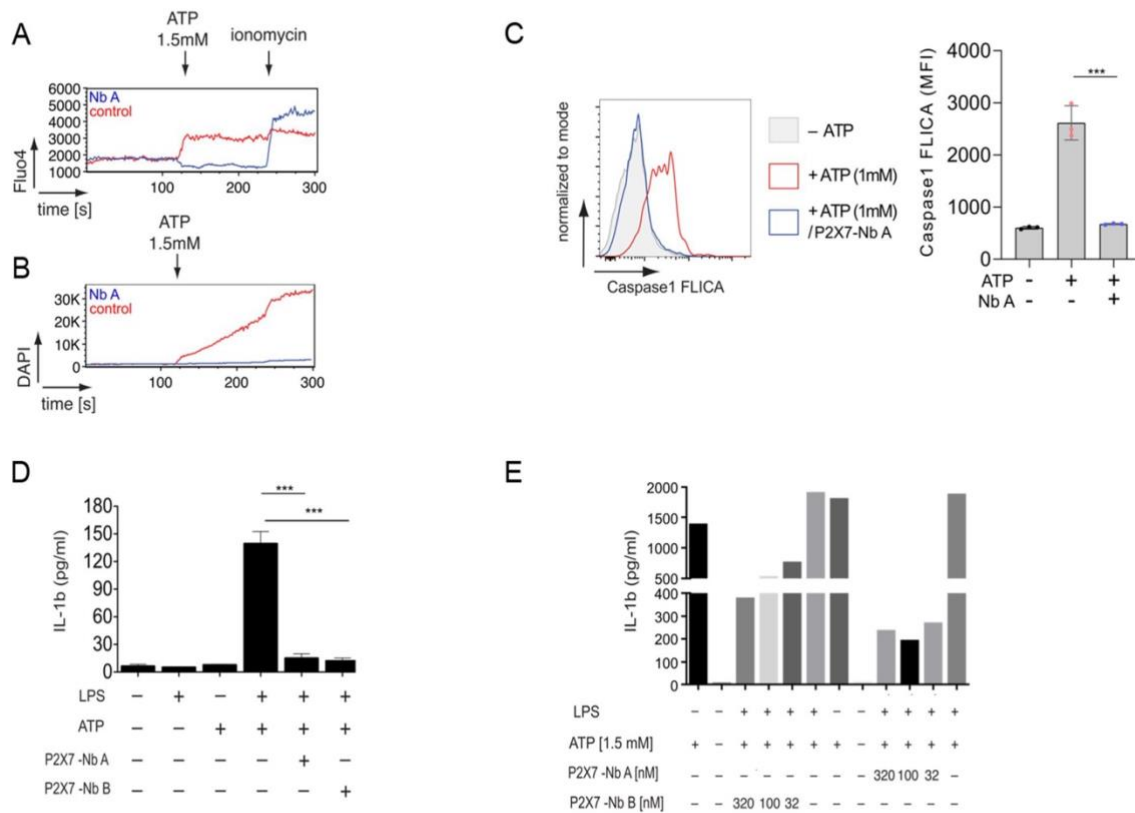 A
ATP
1.5mM
ionomycin
Nb A
control
6000
5000
4000
3000
2000
1000
Fluo4
100
200
300
time [s]
B
ATP
1.5mM
Nb A
control
30K
20K
10K
0
DAPI
100
200
300
time [s]
C
normalized to mode
Caspase1 FLICA
– ATP
+ ATP (1mM)
+ ATP (1mM)
/P2X7-Nb A
Caspase1 FLICA (MFI)
4000
3000
2000
1000
0
***
ATP - + +
Nb A - - +
D
IL-1b (pg/ml)
180
150
120
90
60
30
0
***
***
LPS – + – + + +
ATP – – + + + +
P2X7 -Nb A – – – – + –
P2X7 -Nb B – – – – – +
E
IL-1b (pg/ml)
2000
1500
1000
500
400
300
200
100
0
LPS – – + + + + – – + + + +
ATP [1.5 mM] + – + + + + + – + + + +
P2X7 -Nb A [nM] – – – – – – – – 320 100 32 –
P2X7 -Nb B [nM] – – 320 100 32 – – – – – – –